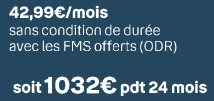 42,99€/mois
sans condition de durée
avec les FMS offerts (ODR)
soit 1032€ pdt 24 mois